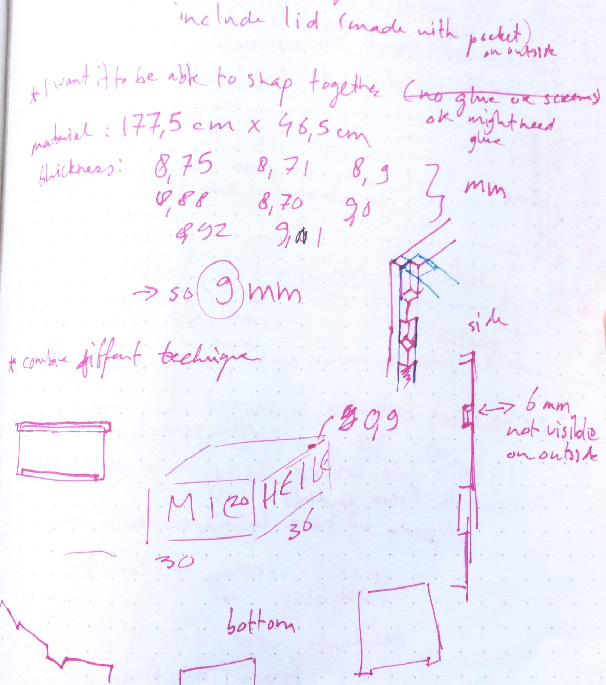 include lid (made with pocket)
on outside
* I want it to be able to snap together (no glue or screws)
ok might need
glue
material: 177,5 cm x 46,5 cm
thickness: 8,75 8,71 8,9
8,88 8,70 9,0
8,92 9,01
mm
→ so 9 mm
side
* combine diffent technique
6 mm
not visible
on outside
0,9
MICRO HELIUS
36
30
bottom